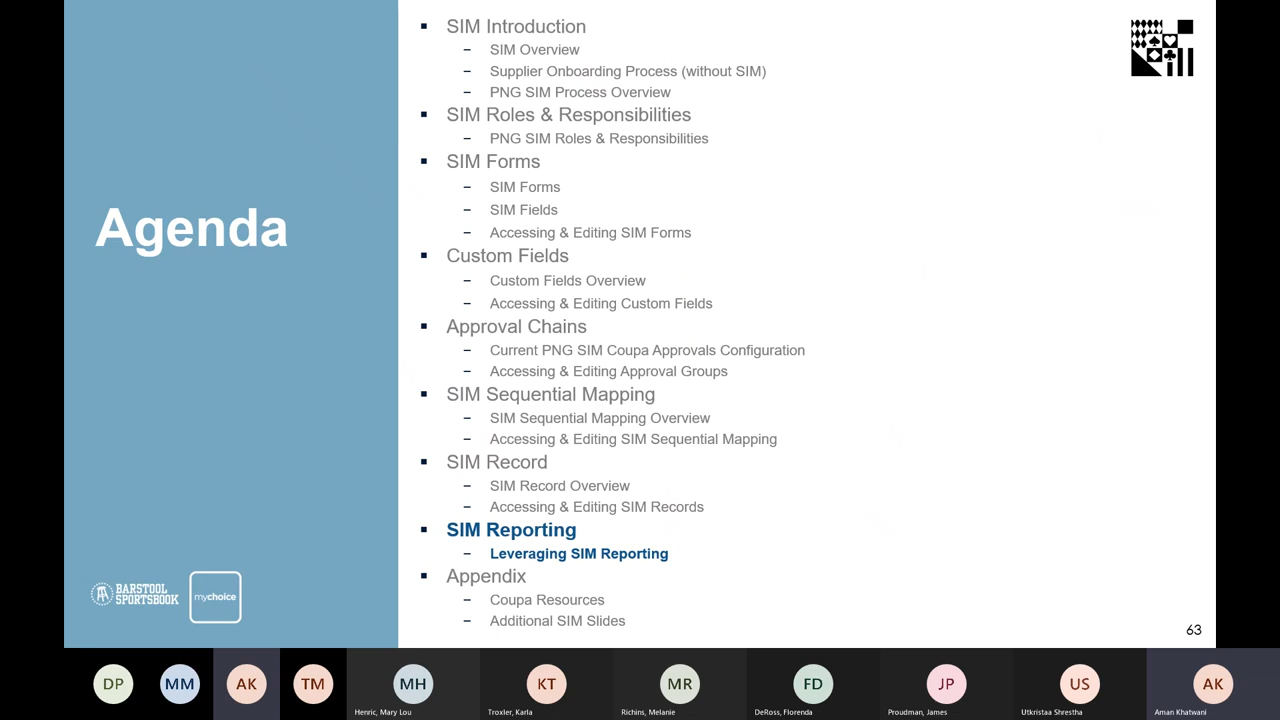 Agenda
▪ SIM Introduction
– SIM Overview
– Supplier Onboarding Process (without SIM)
– PNG SIM Process Overview
▪ SIM Roles & Responsibilities
– PNG SIM Roles & Responsibilities
▪ SIM Forms
– SIM Forms
– SIM Fields
– Accessing & Editing SIM Forms
▪ Custom Fields
– Custom Fields Overview
– Accessing & Editing Custom Fields
▪ Approval Chains
– Current PNG SIM Coupa Approvals Configuration
– Accessing & Editing Approval Groups
▪ SIM Sequential Mapping
– SIM Sequential Mapping Overview
– Accessing & Editing SIM Sequential Mapping
▪ SIM Record
– SIM Record Overview
– Accessing & Editing SIM Records
▪ SIM Reporting
– Leveraging SIM Reporting
▪ Appendix
– Coupa Resources
– Additional SIM Slides
BARSTOOL
SPORTSBOOK
mychoice
63
DP MM AK TM MH KT MR FD JP US AK
Henric, Mary Lou Troxler, Karla Richins, Melanie DeRoss, Florenda Proudman, James Utkristaa Shrestha Aman Khatwani